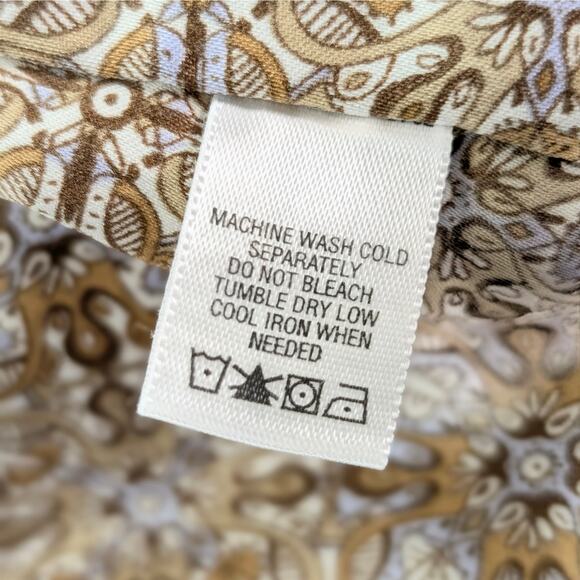 MACHINE WASH COLD
SEPARATELY
DO NOT BLEACH
TUMBLE DRY LOW
COOL IRON WHEN
NEEDED